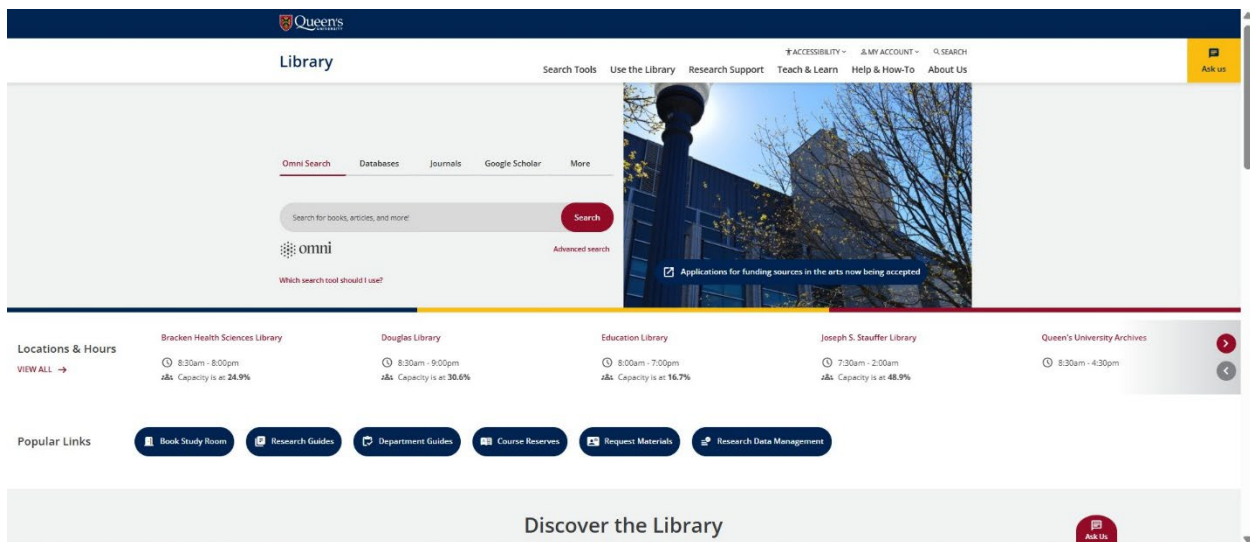 Queen's
UNIVERSITY
ACCESSIBILITY
MY ACCOUNT
SEARCH
Library
Search Tools Use the Library Research Support Teach & Learn Help & How-To About Us
Ask us
Omni Search Databases Journals Google Scholar More
Search for books, articles, and more!
Search
omni
Advanced search
Which search tool should I use?
Applications for funding sources in the arts now being accepted
Locations & Hours
VIEW ALL →
Bracken Health Sciences Library
8:30am - 8:00pm
Capacity is at 24.9%
Douglas Library
8:30am - 9:00pm
Capacity is at 30.6%
Education Library
8:00am - 7:00pm
Capacity is at 16.7%
Joseph S. Stauffer Library
7:30am - 2:00am
Capacity is at 48.9%
Queen's University Archives
8:30am - 4:30pm
Popular Links
Book Study Room Research Guides Department Guides Course Reserves Request Materials Research Data Management
Discover the Library
Ask Us